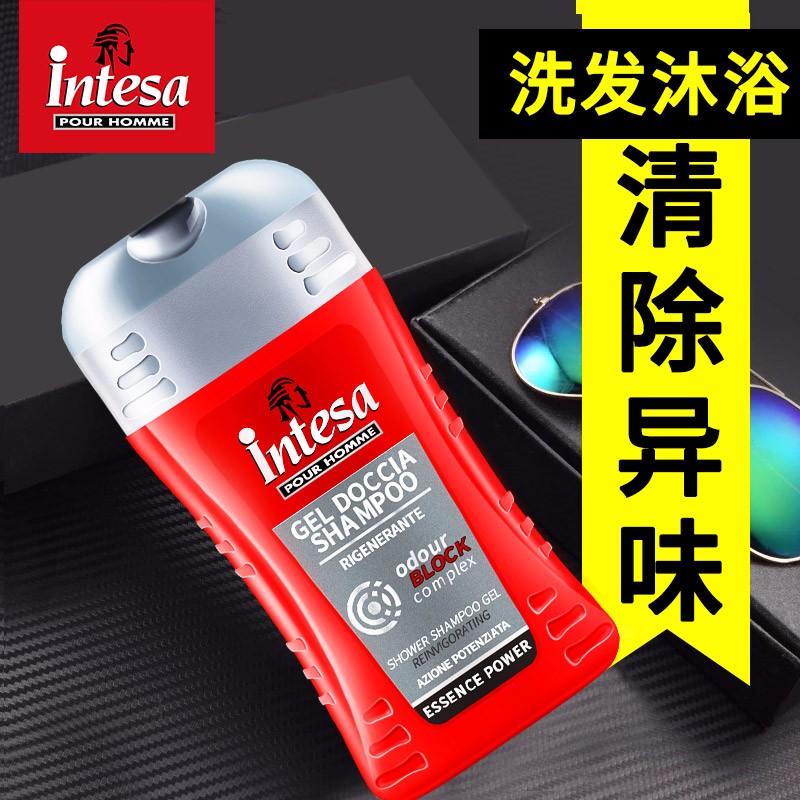 intesa
POUR HOMME
洗发沐浴
清除异味
intesa
POUR HOMME
GEL DOCCIA
SHAMPOO
RIGENERANTE
odour
BLOCK
complex
SHOWER SHAMPOO GEL
REINVIGORATING
AZIONE POTENZIATA
ESSENCE POWER